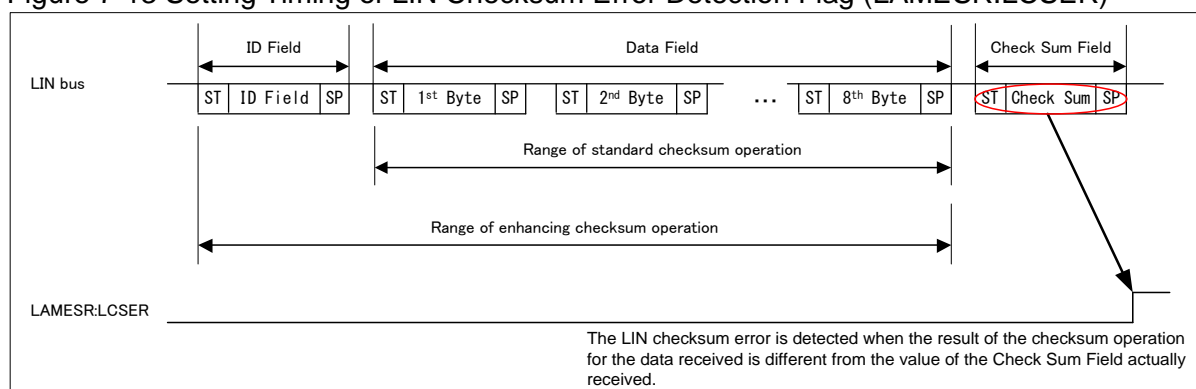 Figure 7-18 Setting Timing of LIN Checksum Error Detection Flag (LAMESR:LCSER)
ID Field
Data Field
Check Sum Field
LIN bus
ST ID Field SP
ST 1st Byte SP
ST 2nd Byte SP
...
ST 8th Byte SP
ST Check Sum SP
Range of standard checksum operation
Range of enhancing checksum operation
LAMESR:LCSER
The LIN checksum error is detected when the result of the checksum operation
for the data received is different from the value of the Check Sum Field actually
received.